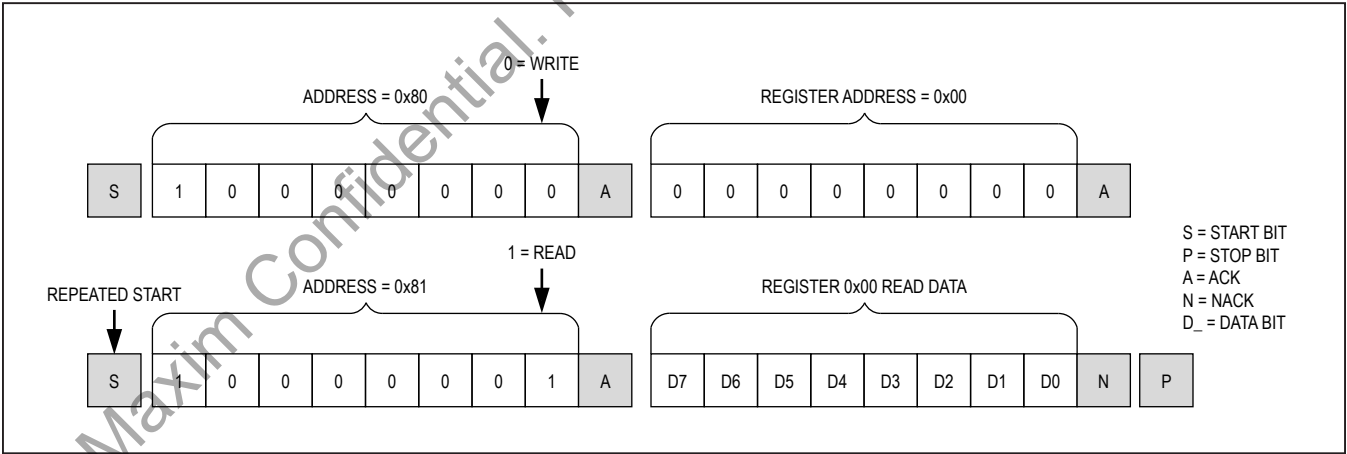 0 = WRITE
ADDRESS = 0x80
REGISTER ADDRESS = 0x00
S 1 0 0 0 0 0 0 0 A 0 0 0 0 0 0 0 0 A
1 = READ
REPEATED START
ADDRESS = 0x81
REGISTER 0x00 READ DATA
S 1 0 0 0 0 0 0 1 A D7 D6 D5 D4 D3 D2 D1 D0 N P
S = START BIT
P = STOP BIT
A = ACK
N = NACK
D_ = DATA BIT
Maxim Confidential.